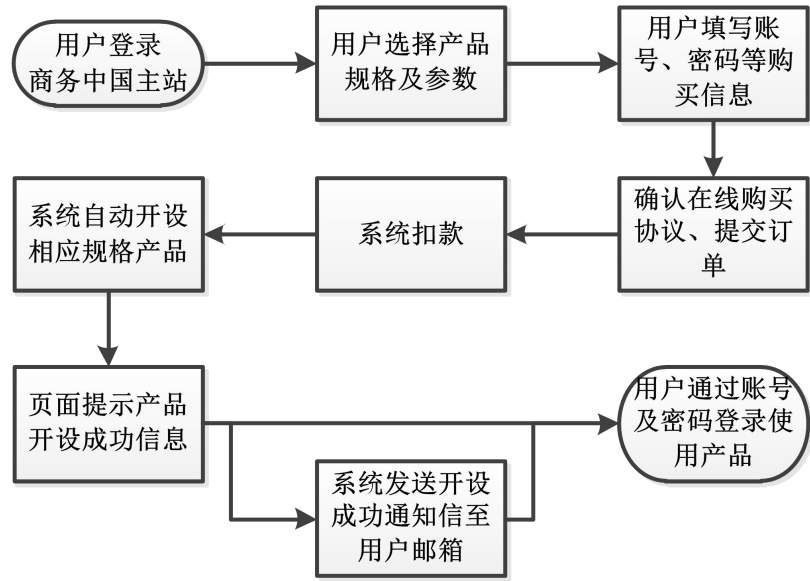 用户登录
商务中国主站
用户选择产品
规格及参数
用户填写账
号、密码等购
买信息
确认在线购买
协议、提交订
单
系统扣款
系统自动开设
相应规格产品
页面提示产品
开设成功信息
系统发送开设
成功通知信至
用户邮箱
用户通过账号
及密码登录使
用产品